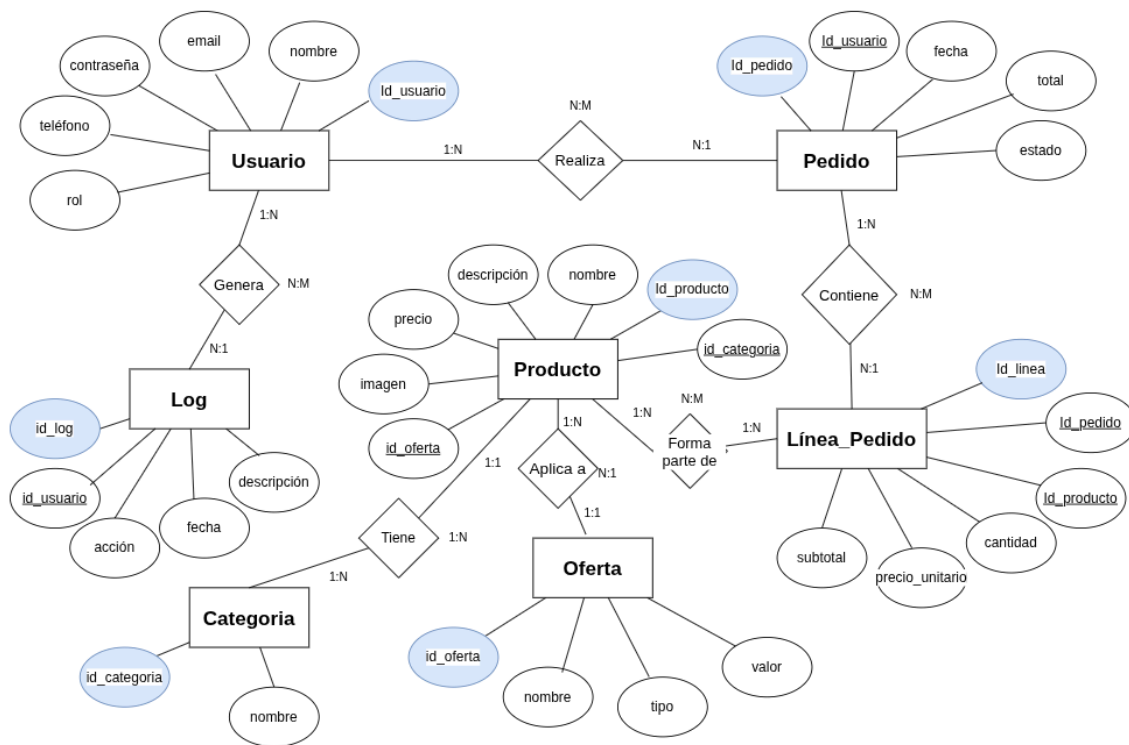 email
nombre
contraseña
Id_usuario
teléfono
rol
Usuario
1:N
N:M
Realiza
N:1
Id_pedido
Id_usuario
fecha
total
estado
Pedido
1:N
Genera
N:M
N:1
Log
id_log
id_usuario
acción
fecha
descripción
1:N
Contiene
N:M
N:1
descripción
nombre
Id_producto
precio
id_categoria
imagen
id_oferta
Producto
1:N
N:M
Forma
parte de
1:N
Línea_Pedido
Id_linea
Id_pedido
Id_producto
cantidad
precio_unitario
subtotal
1:N
Aplica a
N:1
1:1
Oferta
id_oferta
nombre
tipo
valor
1:1
Tiene
1:N
1:N
Categoria
id_categoria
nombre